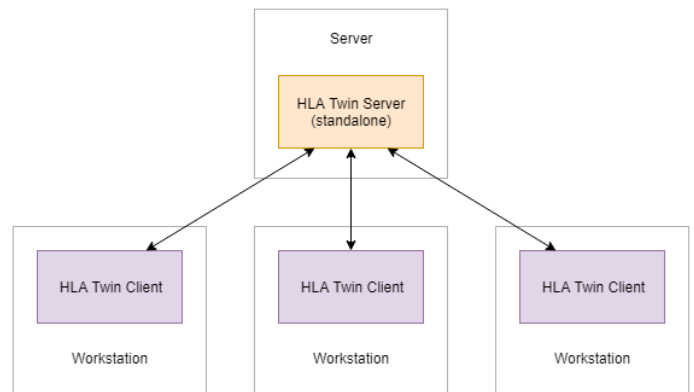 Server
HLA Twin Server
(standalone)
HLA Twin Client
HLA Twin Client
HLA Twin Client
Workstation
Workstation
Workstation